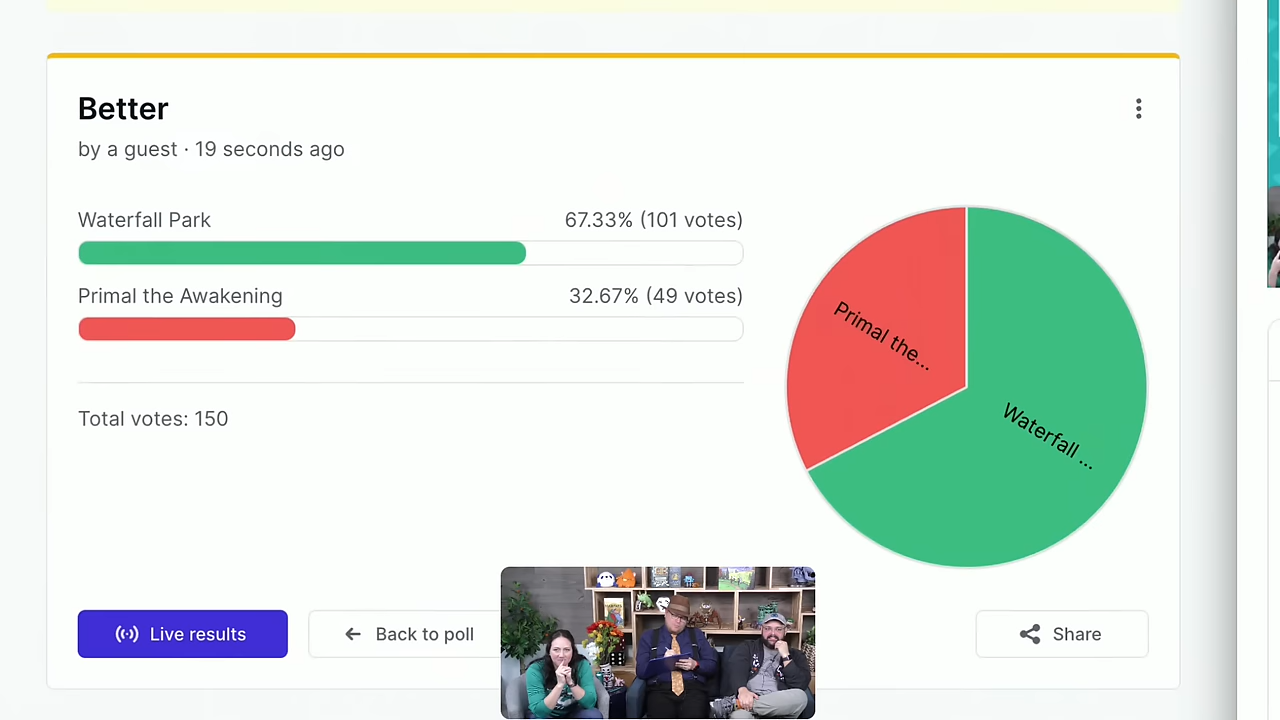 Better
by a guest · 19 seconds ago
Waterfall Park
67.33% (101 votes)
Primal the Awakening
32.67% (49 votes)
Total votes: 150
Primal the...
Waterfall ...
Live results
Back to poll
Share